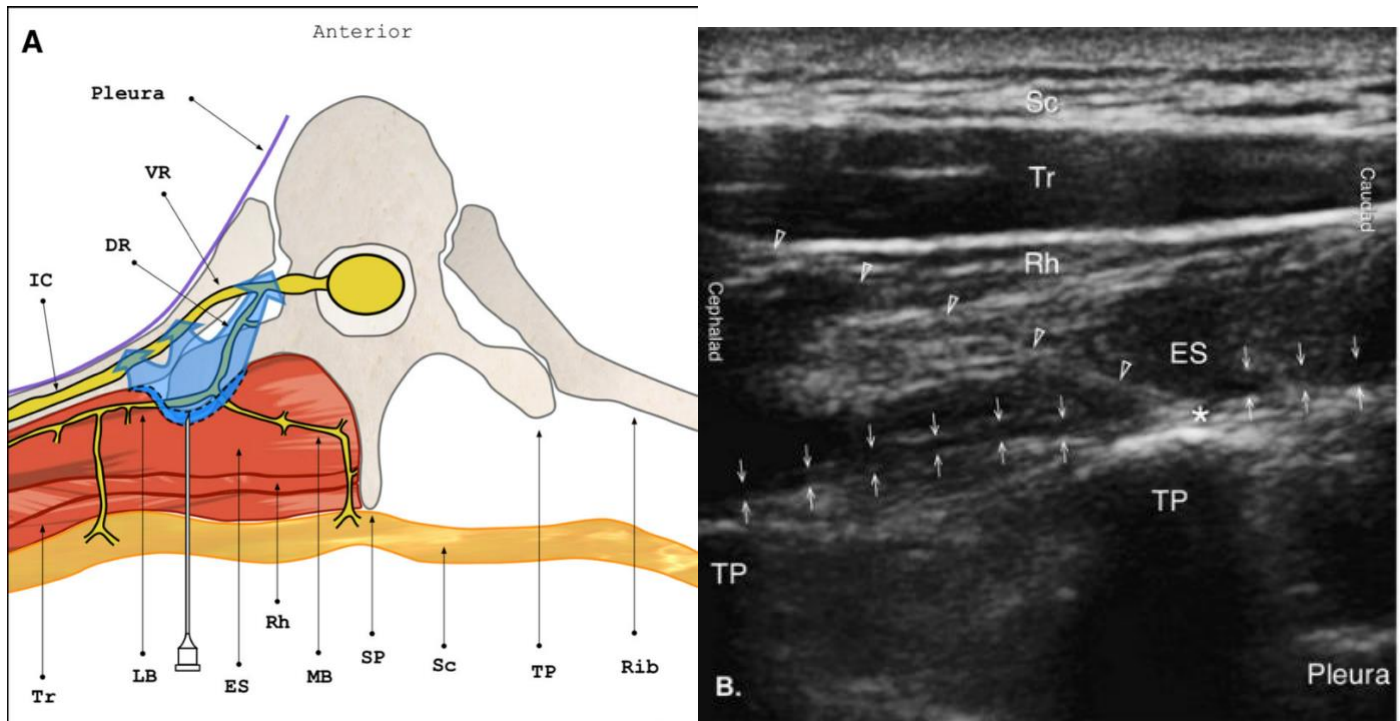 A
Anterior
Pleura
VR
DR
IC
Tr
LB
ES
Rh
MB
SP
Sc
TP
Rib
Sc
Tr
Caudad
Rh
Cephalad
ES
*
TP
TP
Pleura
B.